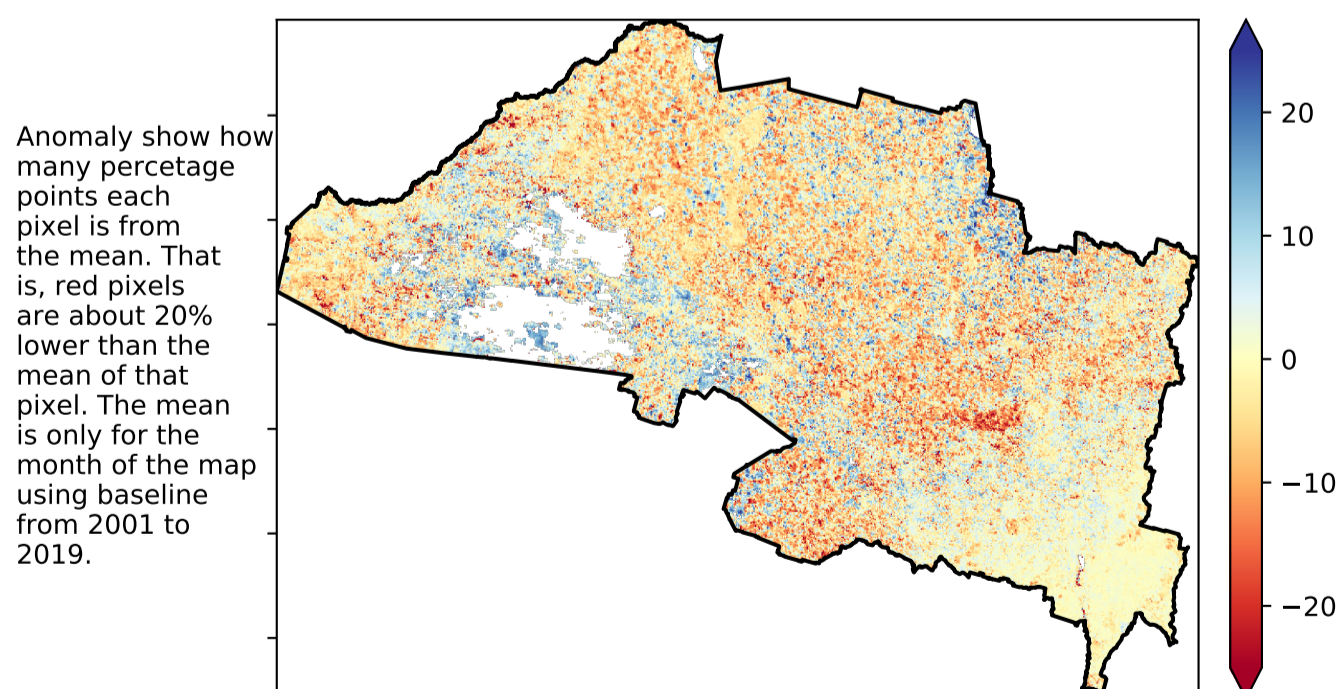 Anomaly show how
many percetage
points each
pixel is from
the mean. That
is, red pixels
are about 20%
lower than the
mean of that
pixel. The mean
is only for the
month of the map
using baseline
from 2001 to
2019.
20
10
0
−10
−20